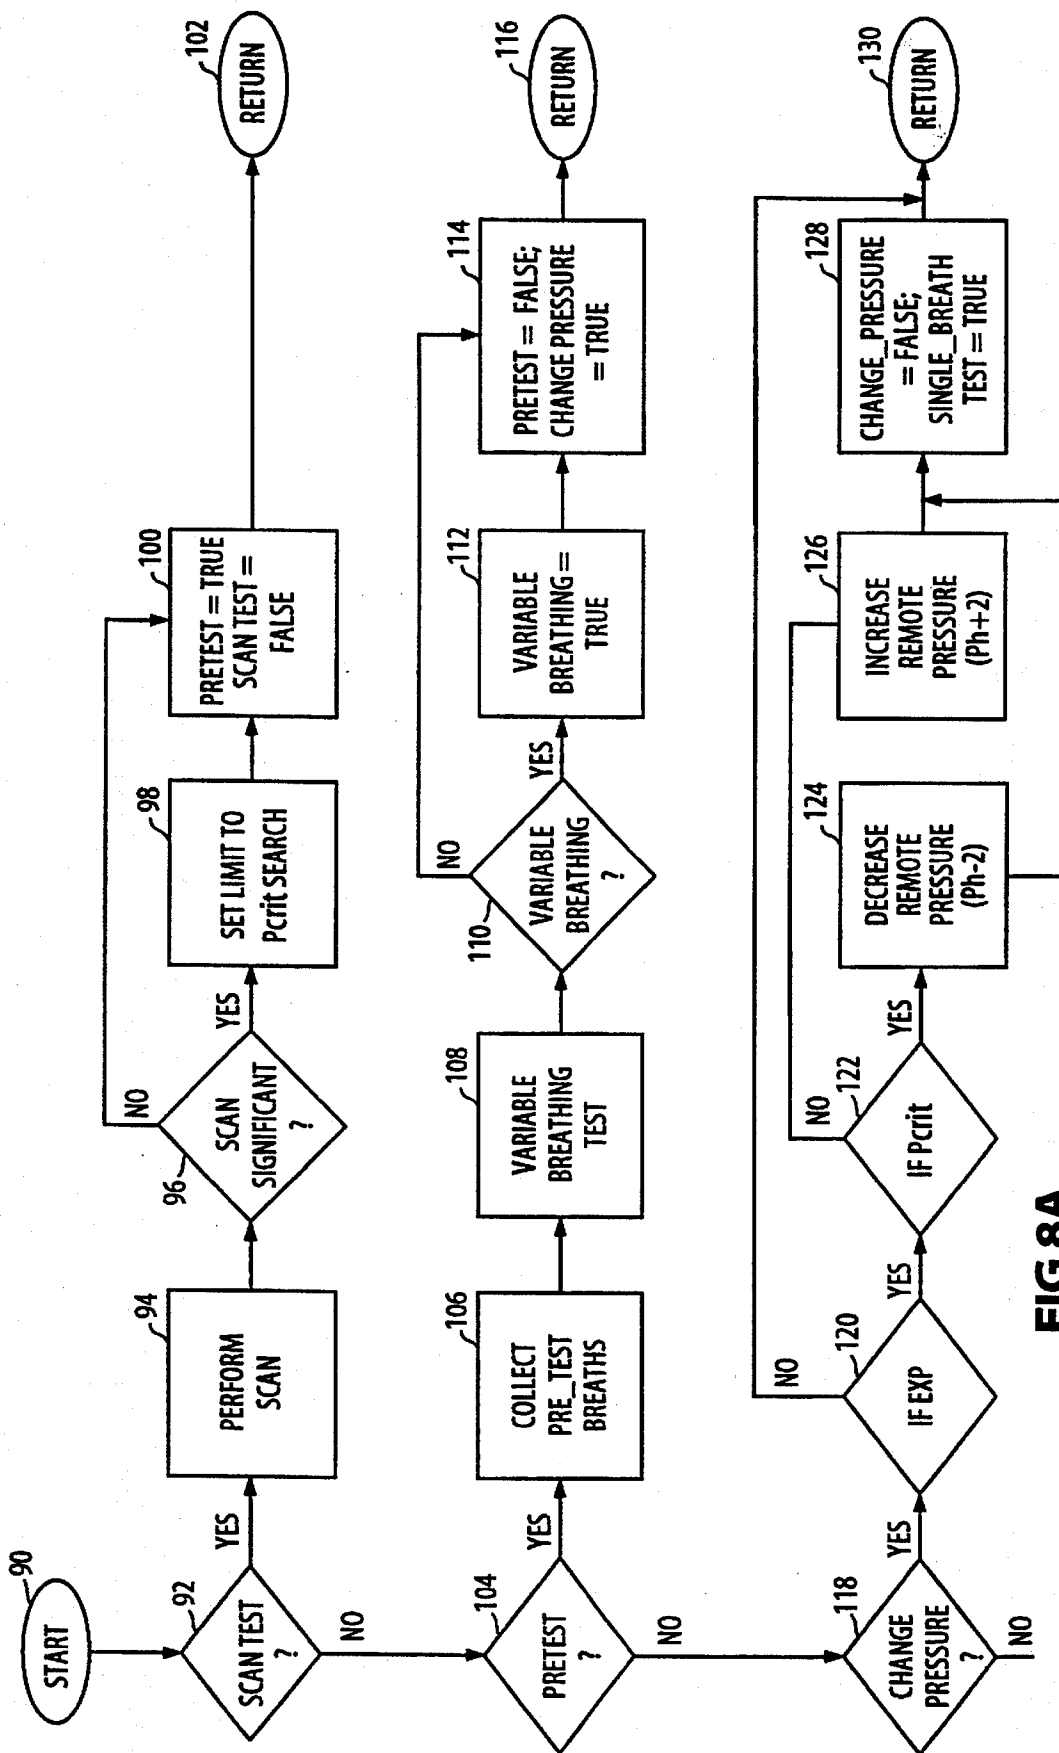 90
START
92
SCAN TEST
?
YES
NO
94
PERFORM
SCAN
96
SCAN
SIGNIFICANT
?
YES
NO
98
SET LIMIT TO
Pcrit SEARCH
100
PRETEST = TRUE
SCAN TEST =
FALSE
102
RETURN
104
PRETEST
?
YES
NO
106
COLLECT
PRE_TEST
BREATHS
108
VARIABLE
BREATHING
TEST
110
VARIABLE
BREATHING
?
YES
NO
112
VARIABLE
BREATHING=
TRUE
114
PRETEST = FALSE;
CHANGE PRESSURE
= TRUE
116
RETURN
118
CHANGE
PRESSURE
?
YES
NO
120
IF EXP
YES
NO
122
IF Pcrit
YES
NO
124
DECREASE
REMOTE
PRESSURE
(Ph-2)
126
INCREASE
REMOTE
PRESSURE
(Ph+2)
128
CHANGE_PRESSURE
= FALSE;
SINGLE_BREATH
TEST = TRUE
130
RETURN
FIG.8A